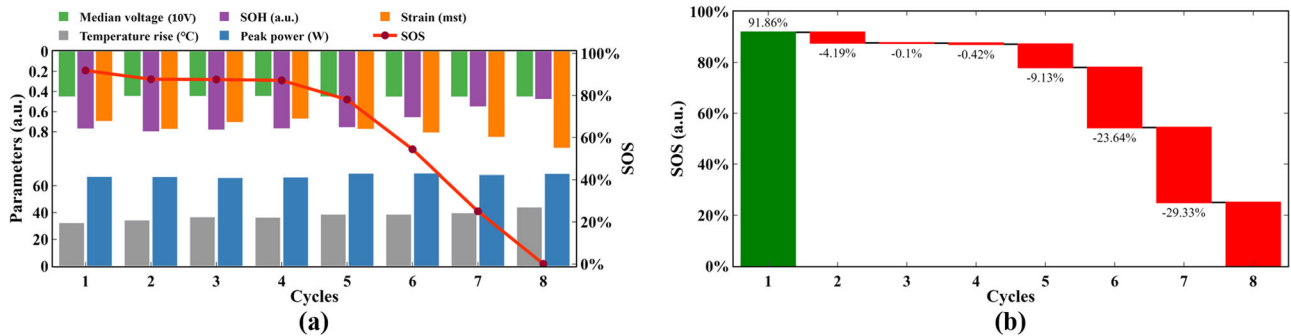 Median voltage (10V)
SOH (a.u.)
Strain (mst)
Temperature rise (℃)
Peak power (W)
SOS
Parameters (a.u.)
0
0.2
0.4
0.6
0.8
60
40
20
0
100%
80%
60%
40%
20%
0%
SOS
1 2 3 4 5 6 7 8
Cycles
(a)
SOS (a.u.)
100%
80%
60%
40%
20%
0%
91.86%
-4.19%
-0.1%
-0.42%
-9.13%
-23.64%
-29.33%
1 2 3 4 5 6 7 8
Cycles
(b)